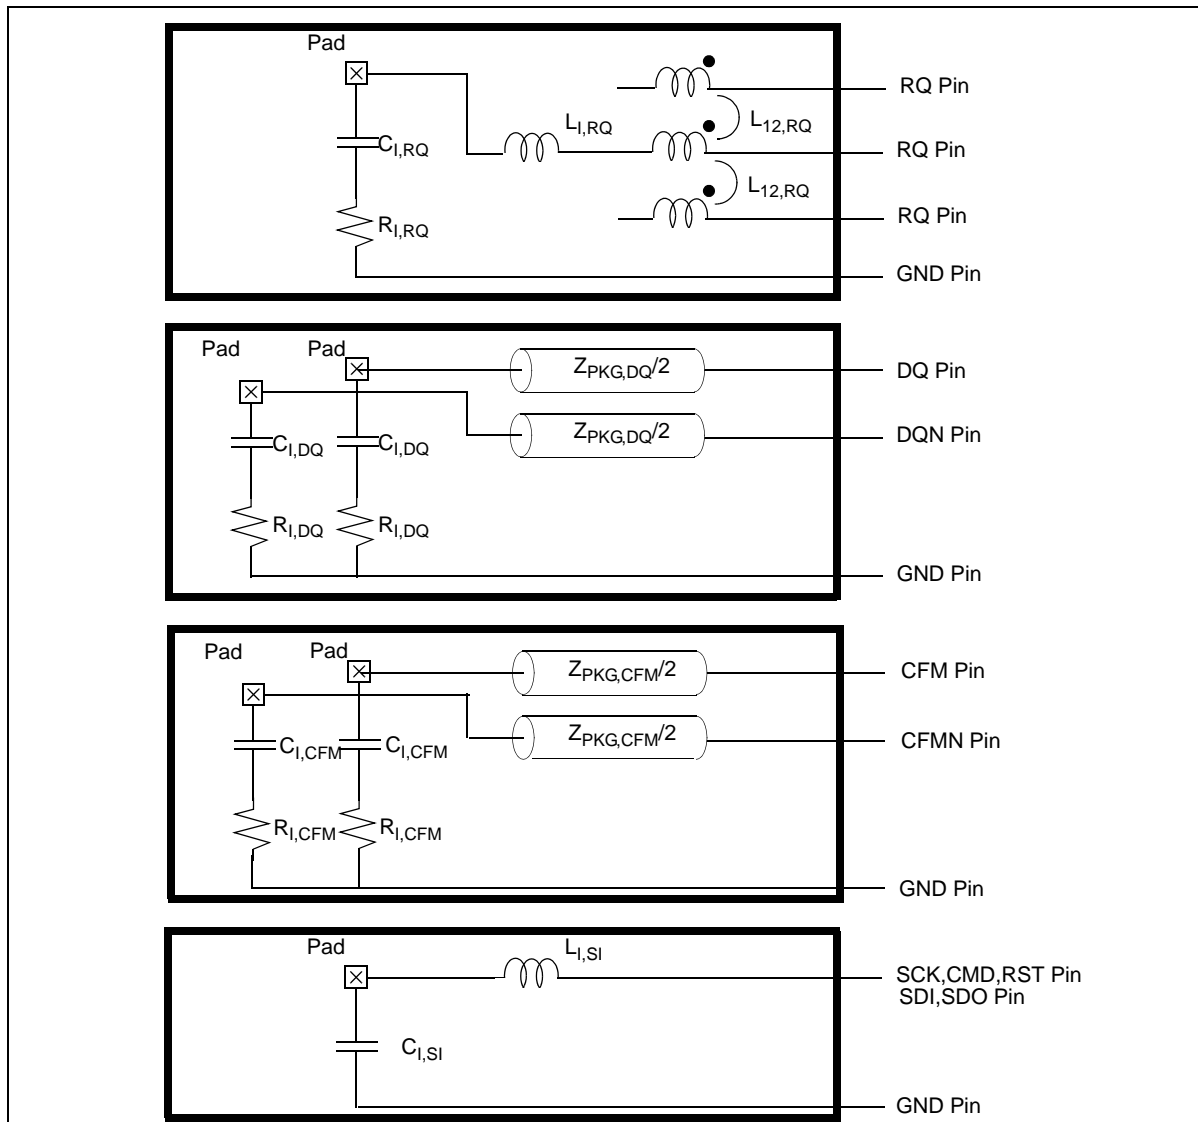 Pad
RQ Pin
L12,RQ
LI,RQ
CI,RQ
RQ Pin
L12,RQ
RI,RQ
RQ Pin
GND Pin
Pad Pad
ZPKG,DQ/2
DQ Pin
ZPKG,DQ/2
DQN Pin
CI,DQ CI,DQ
RI,DQ RI,DQ
GND Pin
Pad Pad
ZPKG,CFM/2
CFM Pin
ZPKG,CFM/2
CFMN Pin
CI,CFM CI,CFM
RI,CFM RI,CFM
GND Pin
Pad
LI,SI
SCK,CMD,RST Pin
SDI,SDO Pin
CI,SI
GND Pin